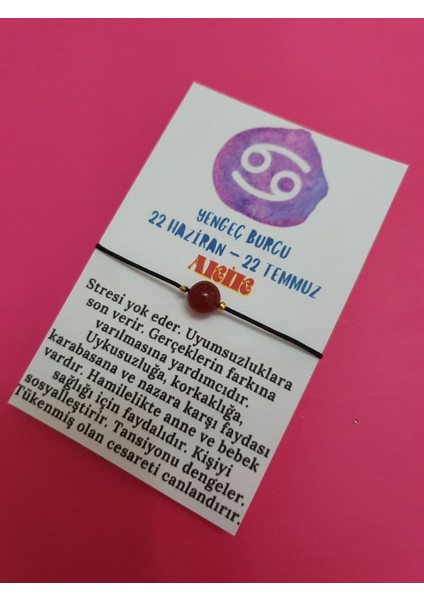 YENGEÇ BURCU
22 HAZİRAN – 22 TEMMUZ
Stresi yok eder. Uyumsuzluklara
son verir. Gerçeklerin farkına
varılmasına yardımcıdır.
Uykusuzluğa, korkaklığa,
karabasana ve nazara karşı faydası
vardır. Hamilelikte anne ve bebek
sağlığı için faydalıdır. Kişiyi
sosyalleştirir. Tansiyonu dengeler.
Tükenmiş olan cesareti canlandırır.